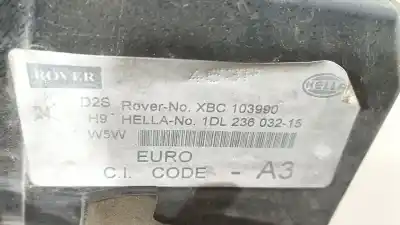 ROVER
HELLA
D2S Rover-No. XBC 103990
H9 HELLA-No. 1DL 236 032-15
W5W
EURO
C.I. CODE - A3